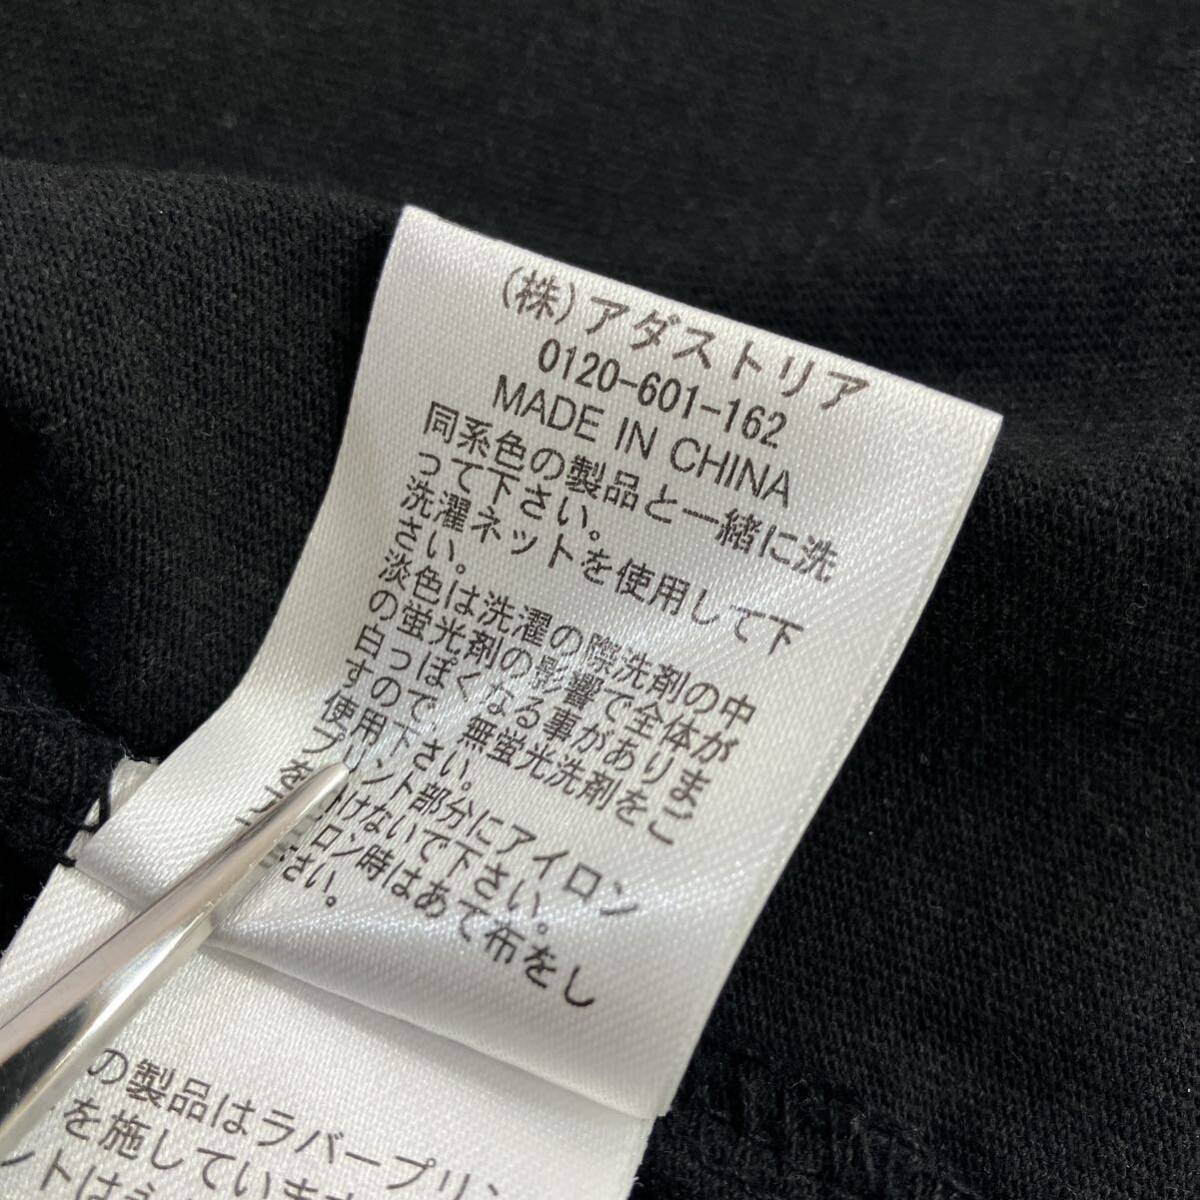 (株)アダストリア
0120-601-162
MADE IN CHINA
同系色の製品と一緒に洗
って下さい。
洗濯ネットを使用して下
さい。
淡色は洗濯の際洗剤の中
の蛍光剤の影響で全体が
白っぽくなる事がありま
すので、無蛍光洗剤をご
使用下さい。
プリント部分にアイロン
をか けないで下さい。
ロン時はあて布をし
下さい。
の製品はラバープリン
を施しています
ントは